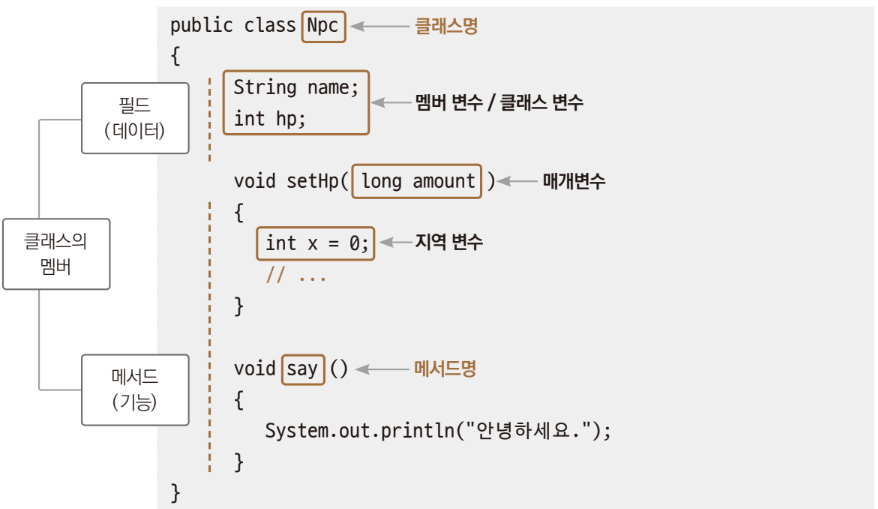 public class Npc 클래스명
{
필드
(데이터)
String name;
int hp;
멤버 변수 / 클래스 변수
void setHp( long amount ) 매개변수
{
클래스의
멤버
int x = 0; 지역 변수
// ...
}
메서드
(기능)
void say () 메서드명
{
System.out.println("안녕하세요.");
}
}